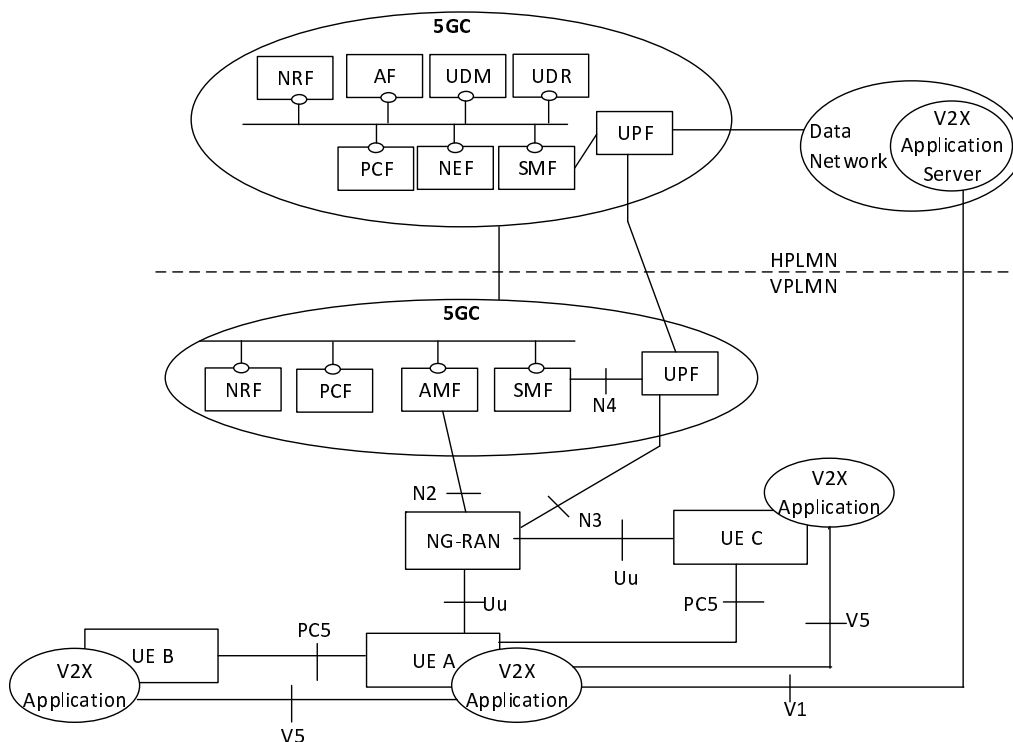 5GC
NRF
AF
UDM
UDR
PCF
NEF
SMF
UPF
Data
Network
V2X
Application
Server
HPLMN
VPLMN
5GC
NRF
PCF
AMF
SMF
N4
UPF
N2
N3
NG-RAN
Uu
UE C
V2X
Application
Uu
PC5
V5
UE B
V2X
Application
PC5
UE A
V2X
Application
V5
V1